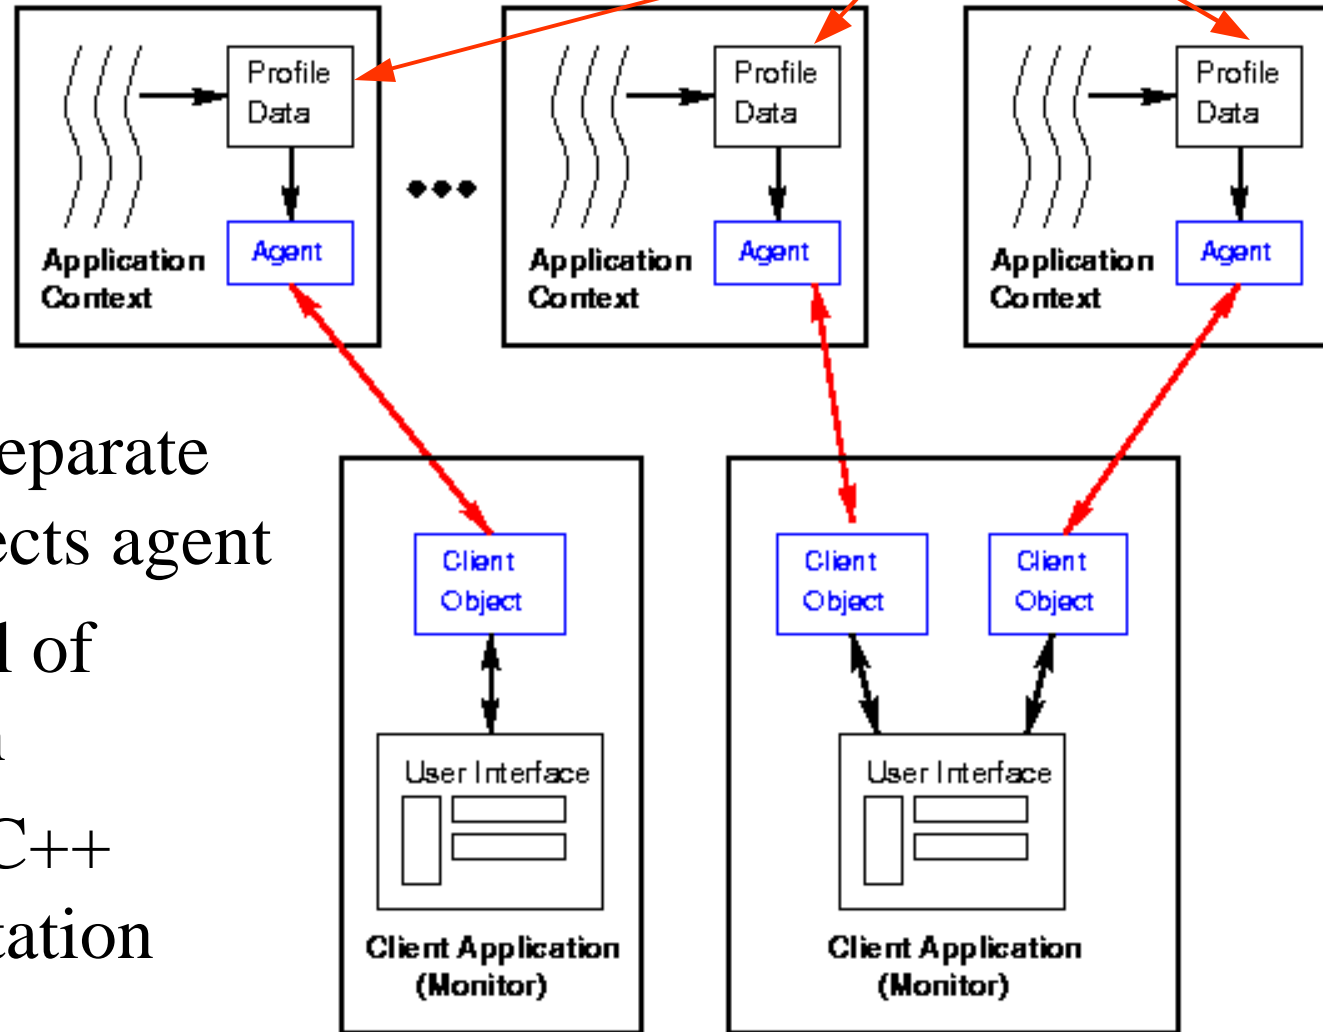 Profile
Data
Agent
Application
Context
Profile
Data
Agent
Application
Context
Profile
Data
Agent
Application
Context
eparate
ects agent
l of
C++
tation
Client
Object
User Interface
Client Application
(Monitor)
Client
Object
Client
Object
User Interface
Client Application
(Monitor)